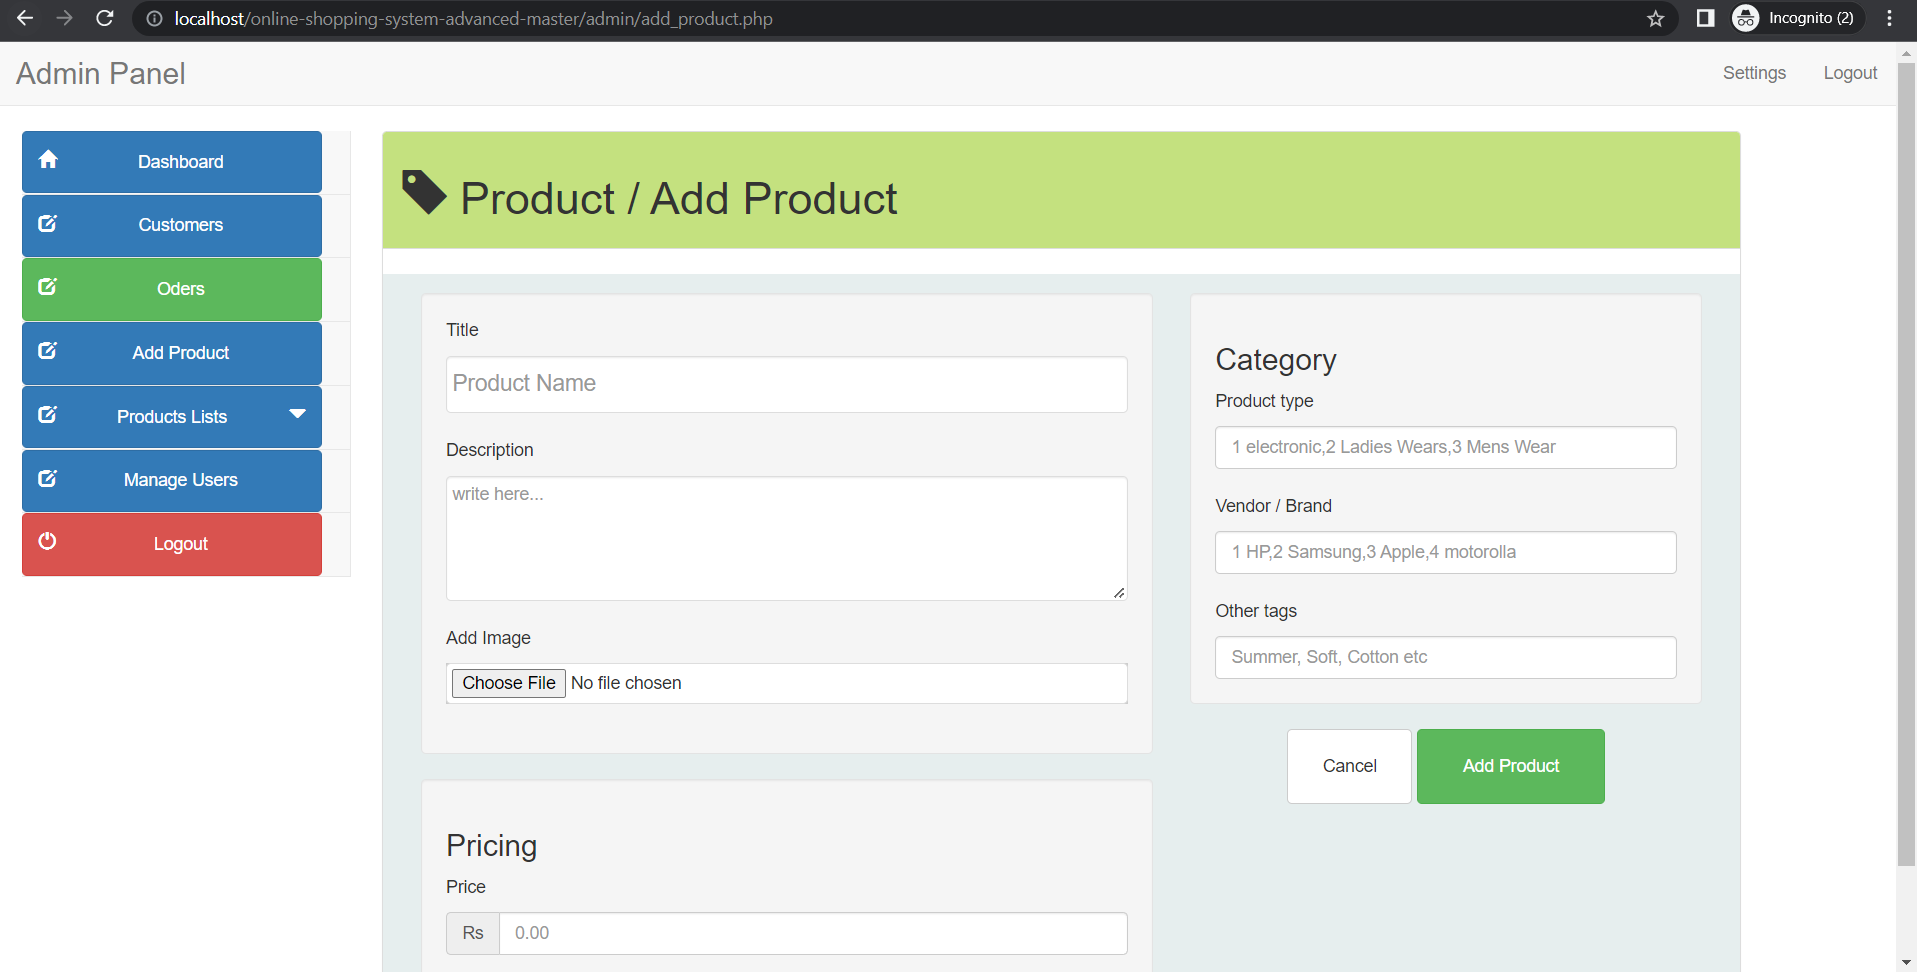 localhost/online-shopping-system-advanced-master/admin/add_product.php
Incognito (2)
Admin Panel
Settings
Logout
Dashboard
Customers
Oders
Add Product
Products Lists
Manage Users
Logout
Product / Add Product
Title
Product Name
Description
write here...
Add Image
Choose File No file chosen
Pricing
Price
Rs 0.00
Category
Product type
1 electronic,2 Ladies Wears,3 Mens Wear
Vendor / Brand
1 HP,2 Samsung,3 Apple,4 motorolla
Other tags
Summer, Soft, Cotton etc
Cancel
Add Product